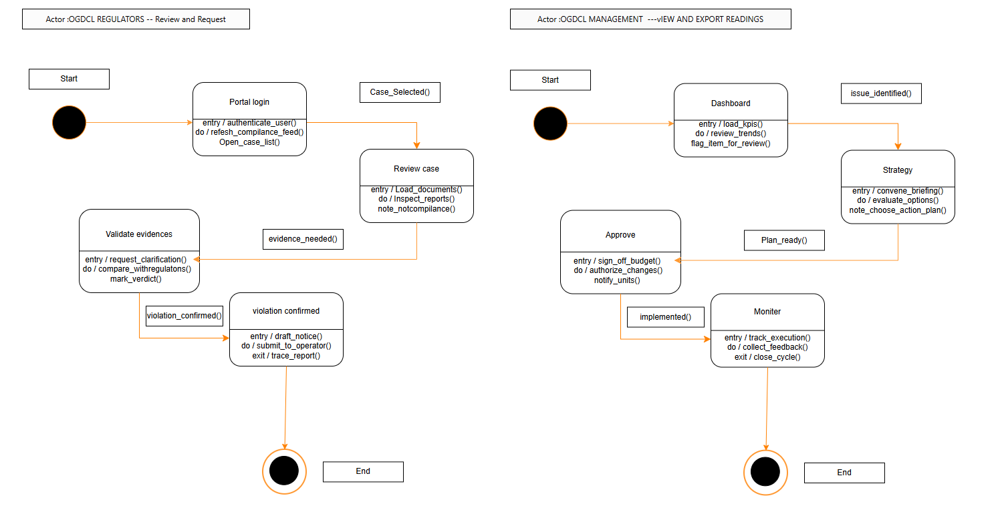 Actor :OGDCL REGULATORS -- Review and Request
Start
Portal login
entry / authenticate_user()
do / refesh_compilance_feed()
Open_case_list()
Case_Selected()
Review case
entry / Load_documents()
do / Inspect_reports()
note_notcompilance()
evidence_needed()
Validate evidences
entry / request_clarification()
do / compare_withregulatons()
mark_verdict()
violation_confirmed()
violation confirmed
entry / draft_notice()
do / submit_to_operator()
exit / trace_report()
End
Actor :OGDCL MANAGEMENT ---vIEW AND EXPORT READINGS
Start
Dashboard
entry / load_kpis()
do / review_trends()
flag_item_for_review()
issue_identified()
Strategy
entry / convene_briefing()
do / evaluate_options()
note_choose_action_plan()
Plan_ready()
Approve
entry / sign_off_budget()
do / authorize_changes()
notify_units()
implemented()
Moniter
entry / track_execution()
do / collect_feedback()
exit / close_cycle()
End